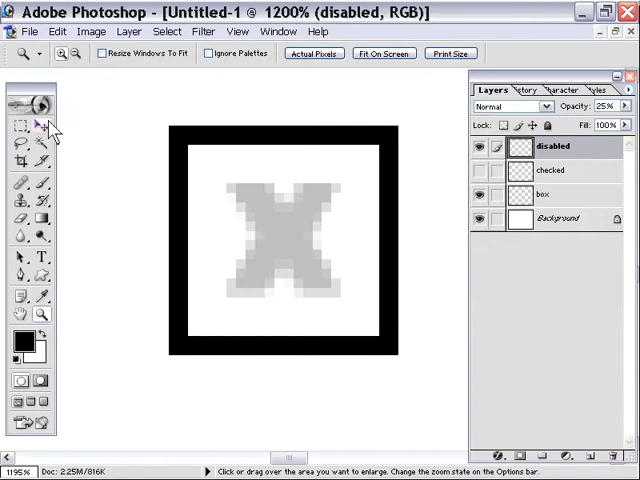 Adobe Photoshop - [Untitled-1 @ 1200% (disabled, RGB)]
File Edit Image Layer Select Filter View Window Help
Resize Windows To Fit Ignore Palettes Actual Pixels Fit On Screen Print Size
Layers story haracter tyles
Normal Opacity: 25%
Lock: Fill: 100%
disabled
checked
box
Background
T
X
1195% Doc: 2.25M/816K Click or drag over the area you want to enlarge. Change the zoom state on the Options bar.